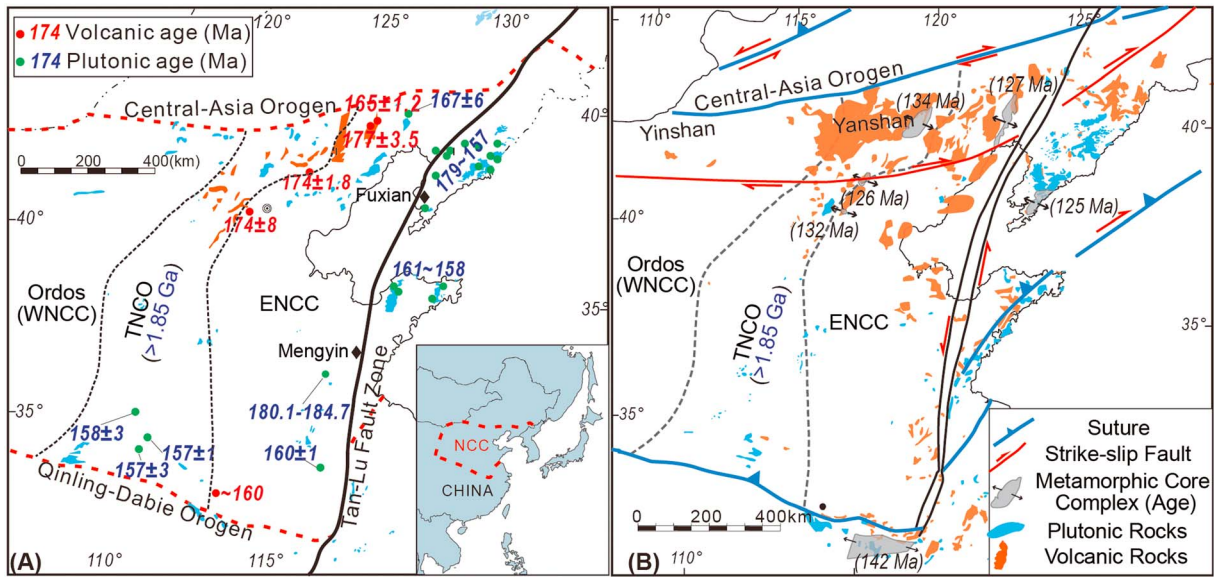 115°
120°
125°
130°
174 Volcanic age (Ma)
174 Plutonic age (Ma)
Central-Asia Orogen
165±1.2
167±6
40°
0 200 400(km)
177±3.5
179~157
174±1.8
Fuxian
40°
174±8
161~158
Ordos
(WNCC)
TNCO
(>1.85 Ga)
ENCC
35°
Mengyin
Tan-Lu Fault Zone
180.1-184.7
35°
158±3
157±1
157±3
160±1
~160
Qinling-Dabie Orogen
NCC
CHINA
(A)
110°
115°
115°
120°
125°
Central-Asia Orogen
(127 Ma)
(134 Ma)
Yinshan
Yanshan
40°
40°
(126 Ma)
(125 Ma)
(132 Ma)
Ordos
(WNCC)
TNCO
(>1.85 Ga)
ENCC
35°
35°
Suture
Strike-slip Fault
Metamorphic Core
Complex (Age)
Plutonic Rocks
Volcanic Rocks
0 200 400km
(142 Ma)
(B)
110°